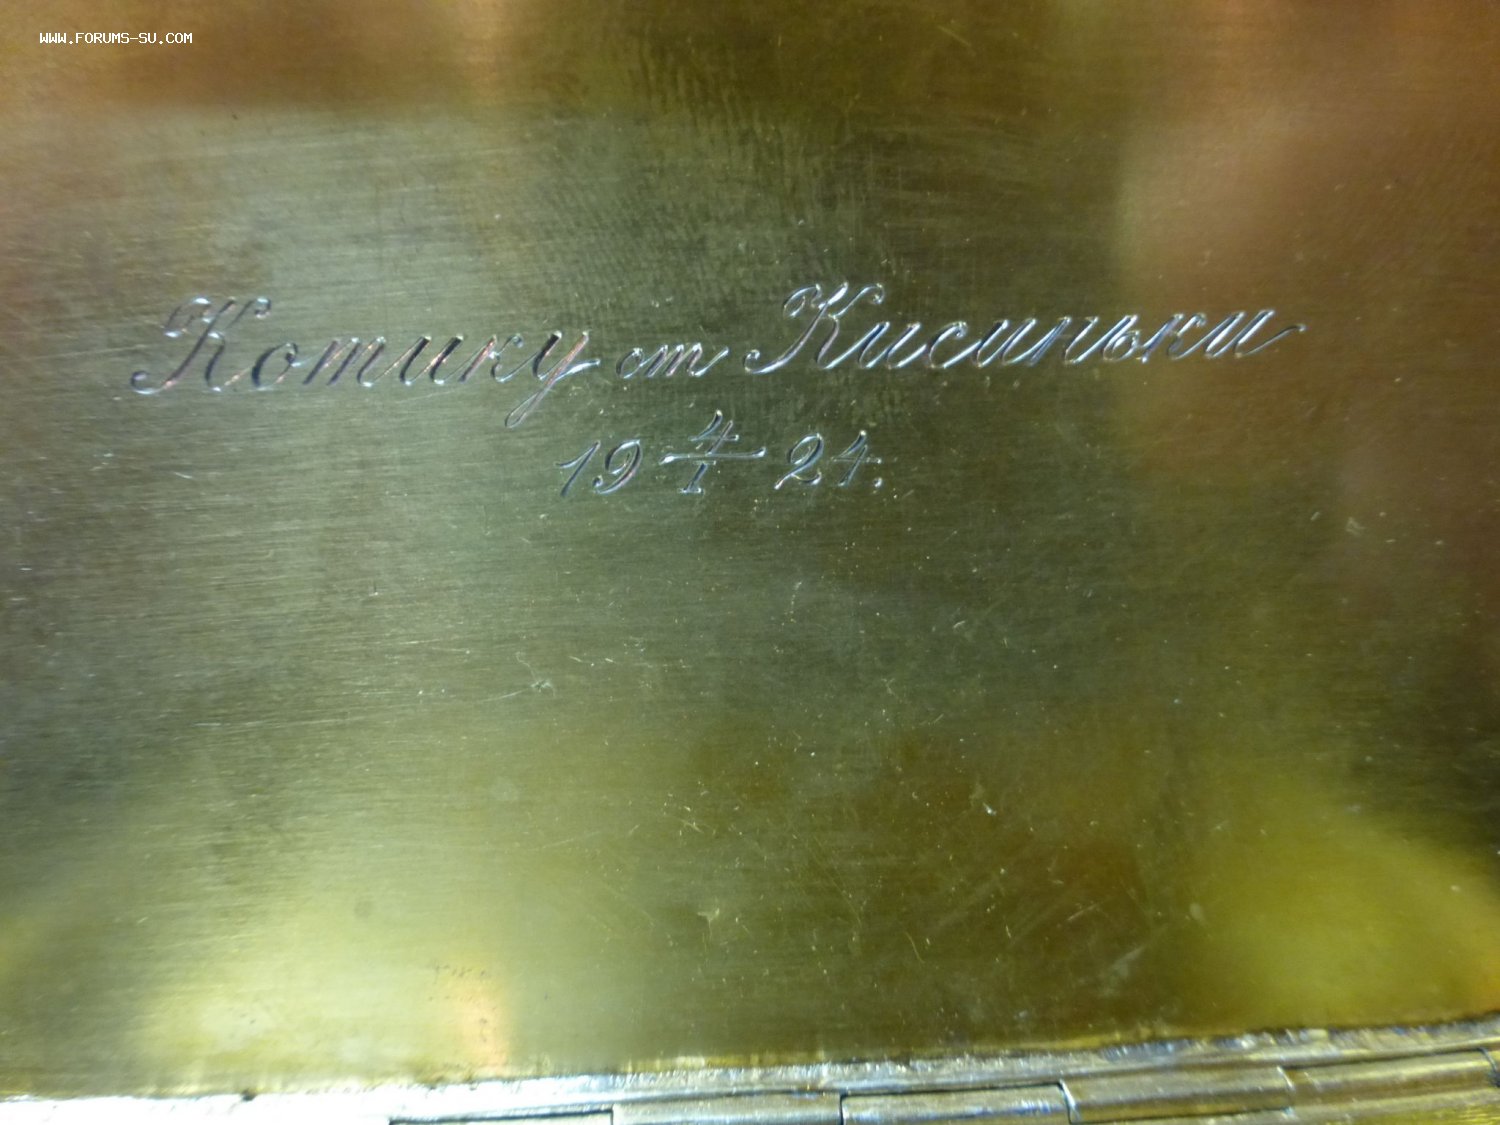 WWW.FORUMS-SU.COM
Котику от Кисиньки
19 4/I 24.